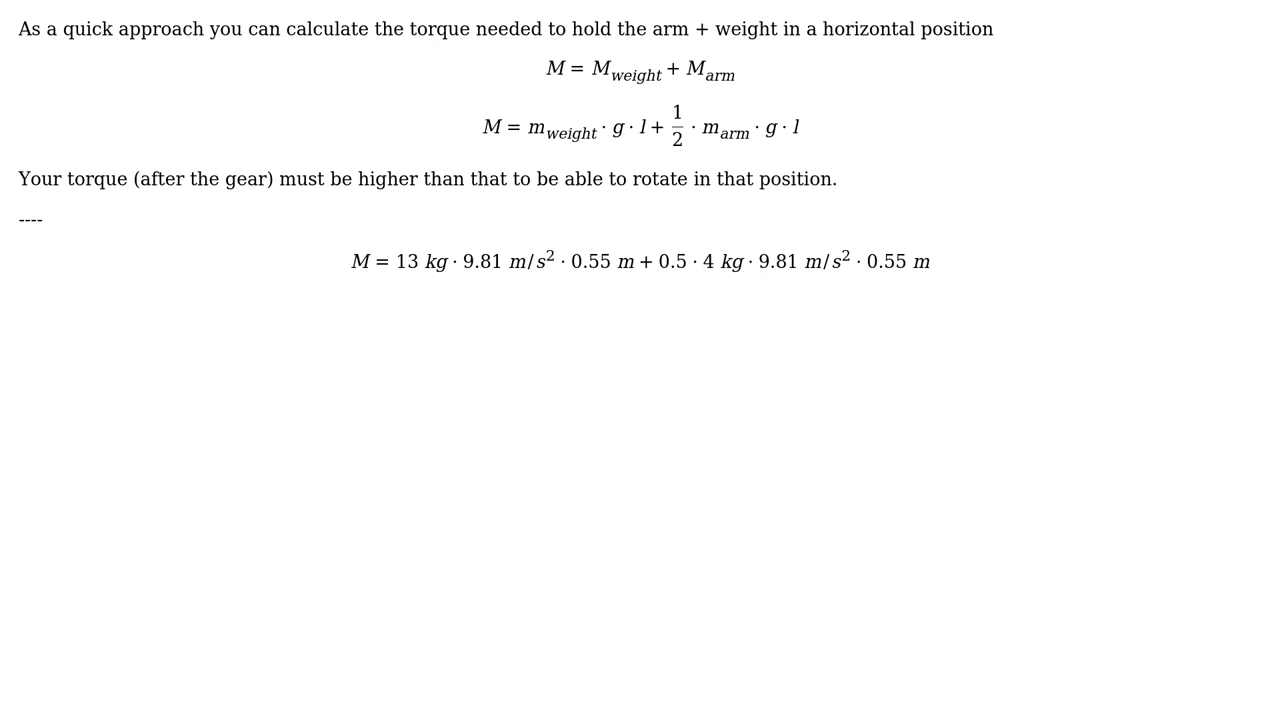 As a quick approach you can calculate the torque needed to hold the arm + weight in a horizontal position
M = M_weight + M_arm
M = m_weight · g · l + 1/2 · m_arm · g · l
Your torque (after the gear) must be higher than that to be able to rotate in that position.
----
M = 13 kg · 9.81 m/s² · 0.55 m + 0.5 · 4 kg · 9.81 m/s² · 0.55 m